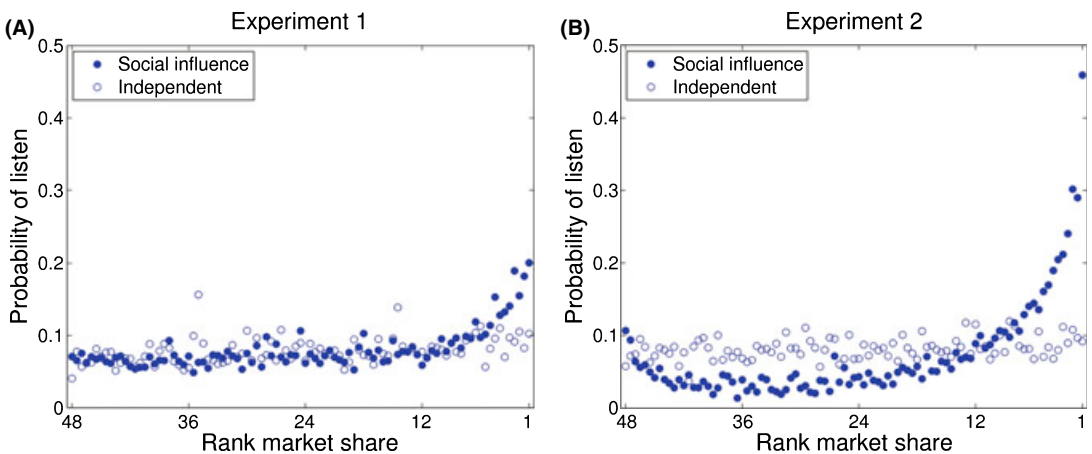 (A)
Experiment 1
Social influence
Independent
Probability of listen
0.5
0.4
0.3
0.2
0.1
0
48 36 24 12 1
Rank market share
(B)
Experiment 2
Social influence
Independent
Probability of listen
0.5
0.4
0.3
0.2
0.1
0
48 36 24 12 1
Rank market share